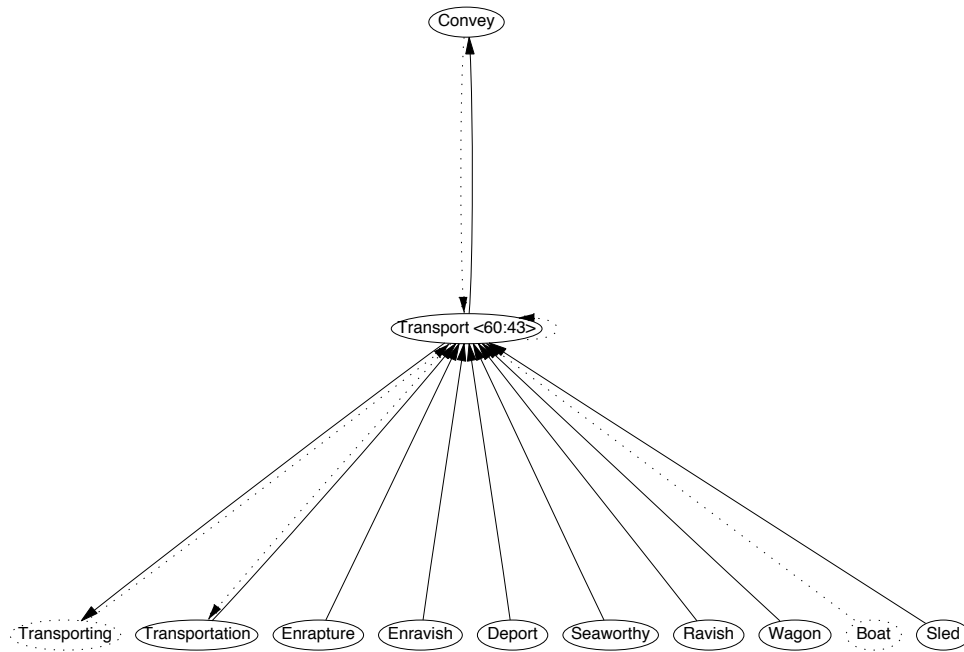 Convey
Transport <60:43>
Transporting
Transportation
Enrapture
Enravish
Deport
Seaworthy
Ravish
Wagon
Boat
Sled